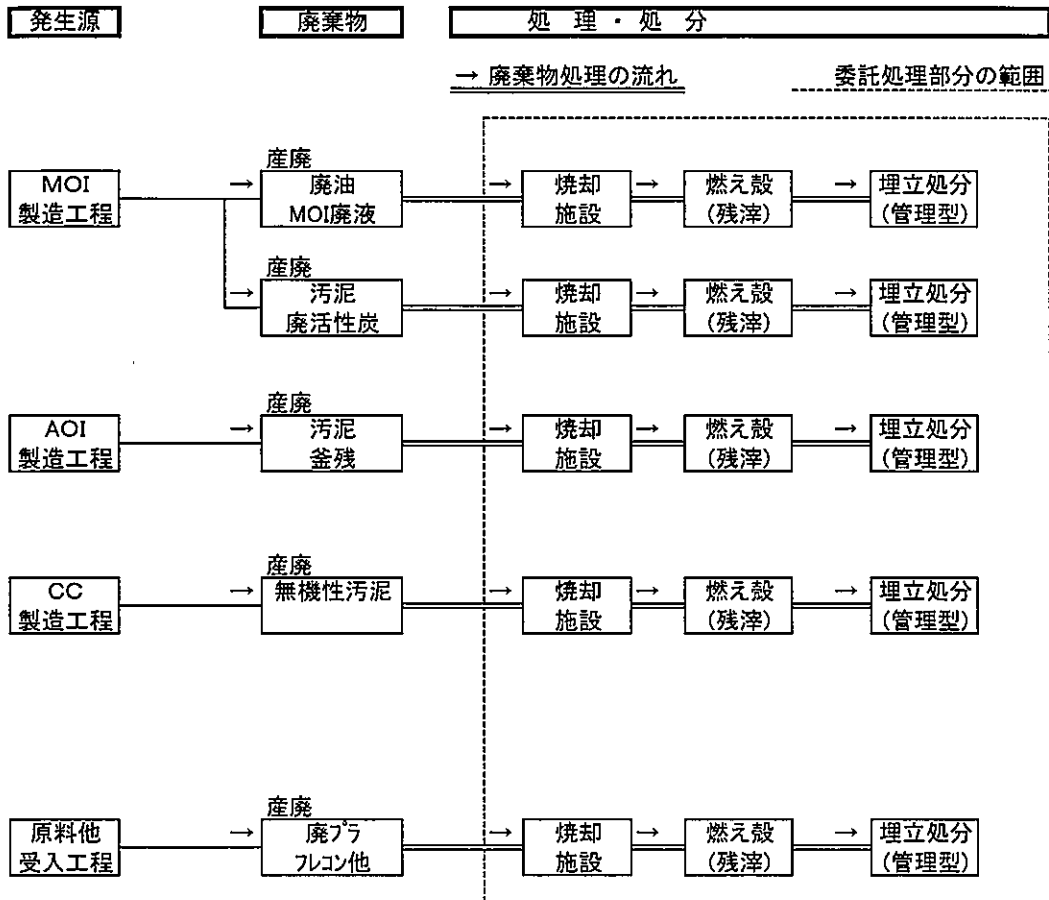 発生源 廃棄物 処 理 ・ 処 分
→ 廃棄物処理の流れ 委託処理部分の範囲
産廃
MOI → 廃油 → 焼却 → 燃え殻 → 埋立処分
製造工程 MOI廃液 施設 (残滓) (管理型)
産廃
→ 汚泥 → 焼却 → 燃え殻 → 埋立処分
廃活性炭 施設 (残滓) (管理型)
産廃
AOI → 汚泥 → 焼却 → 燃え殻 → 埋立処分
製造工程 釜残 施設 (残滓) (管理型)
産廃
CC → 無機性汚泥 → 焼却 → 燃え殻 → 埋立処分
製造工程 施設 (残滓) (管理型)
産廃
原料他 → 廃プラ → 焼却 → 燃え殻 → 埋立処分
受入工程 フレコン他 施設 (残滓) (管理型)